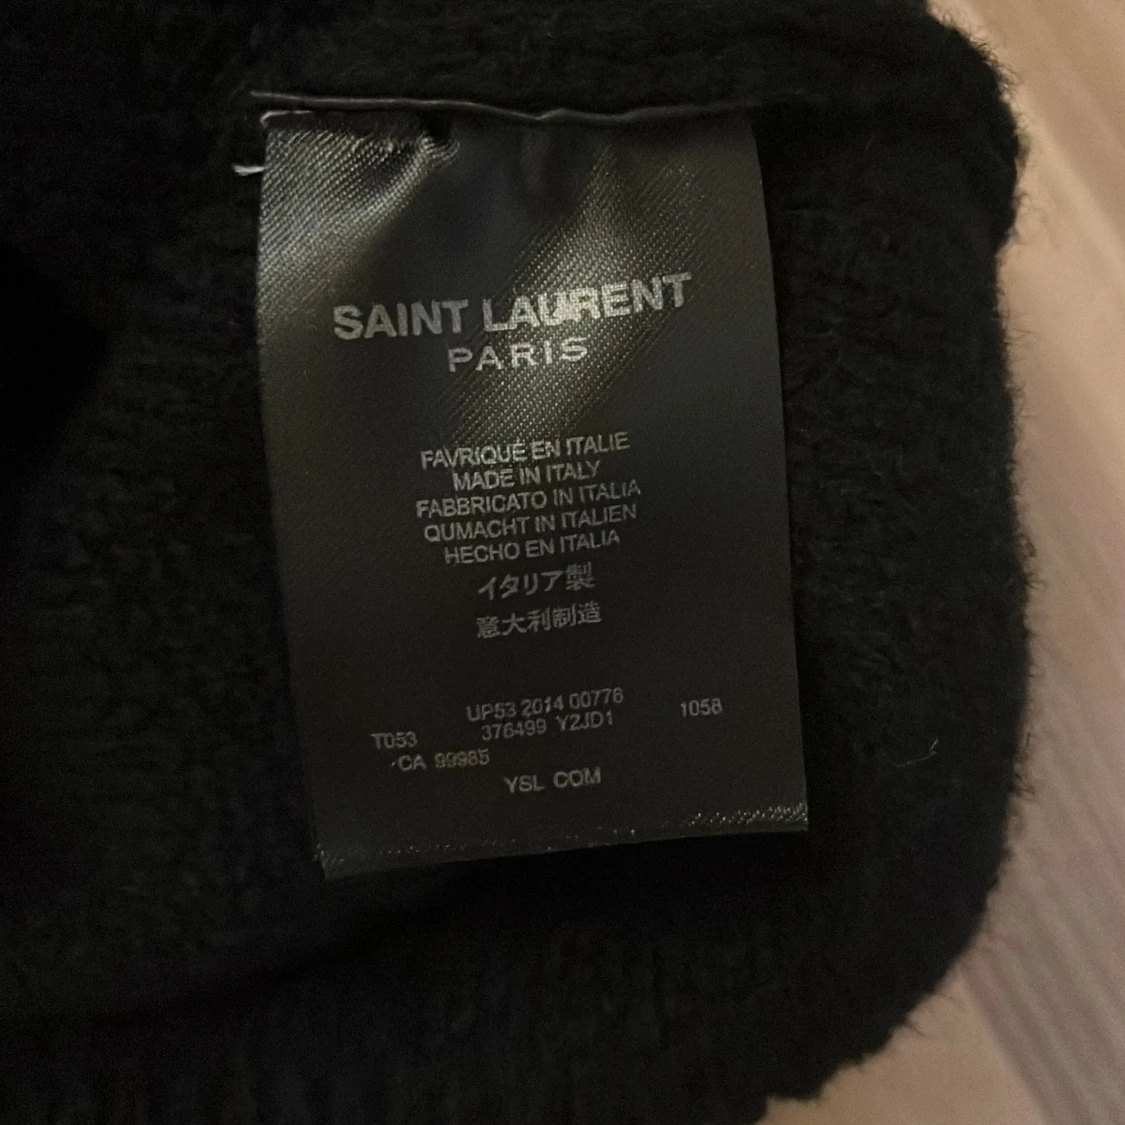 SAINT LAURENT
PARIS
FAVRIQUÉ EN ITALIE
MADE IN ITALY
FABBRICATO IN ITALIA
QUMACHT IN ITALIEN
HECHO EN ITALIA
イタリア製
意大利制造
UP53 2014 00776
T053 376499 Y2JD1 1058
CA 99985
YSL COM